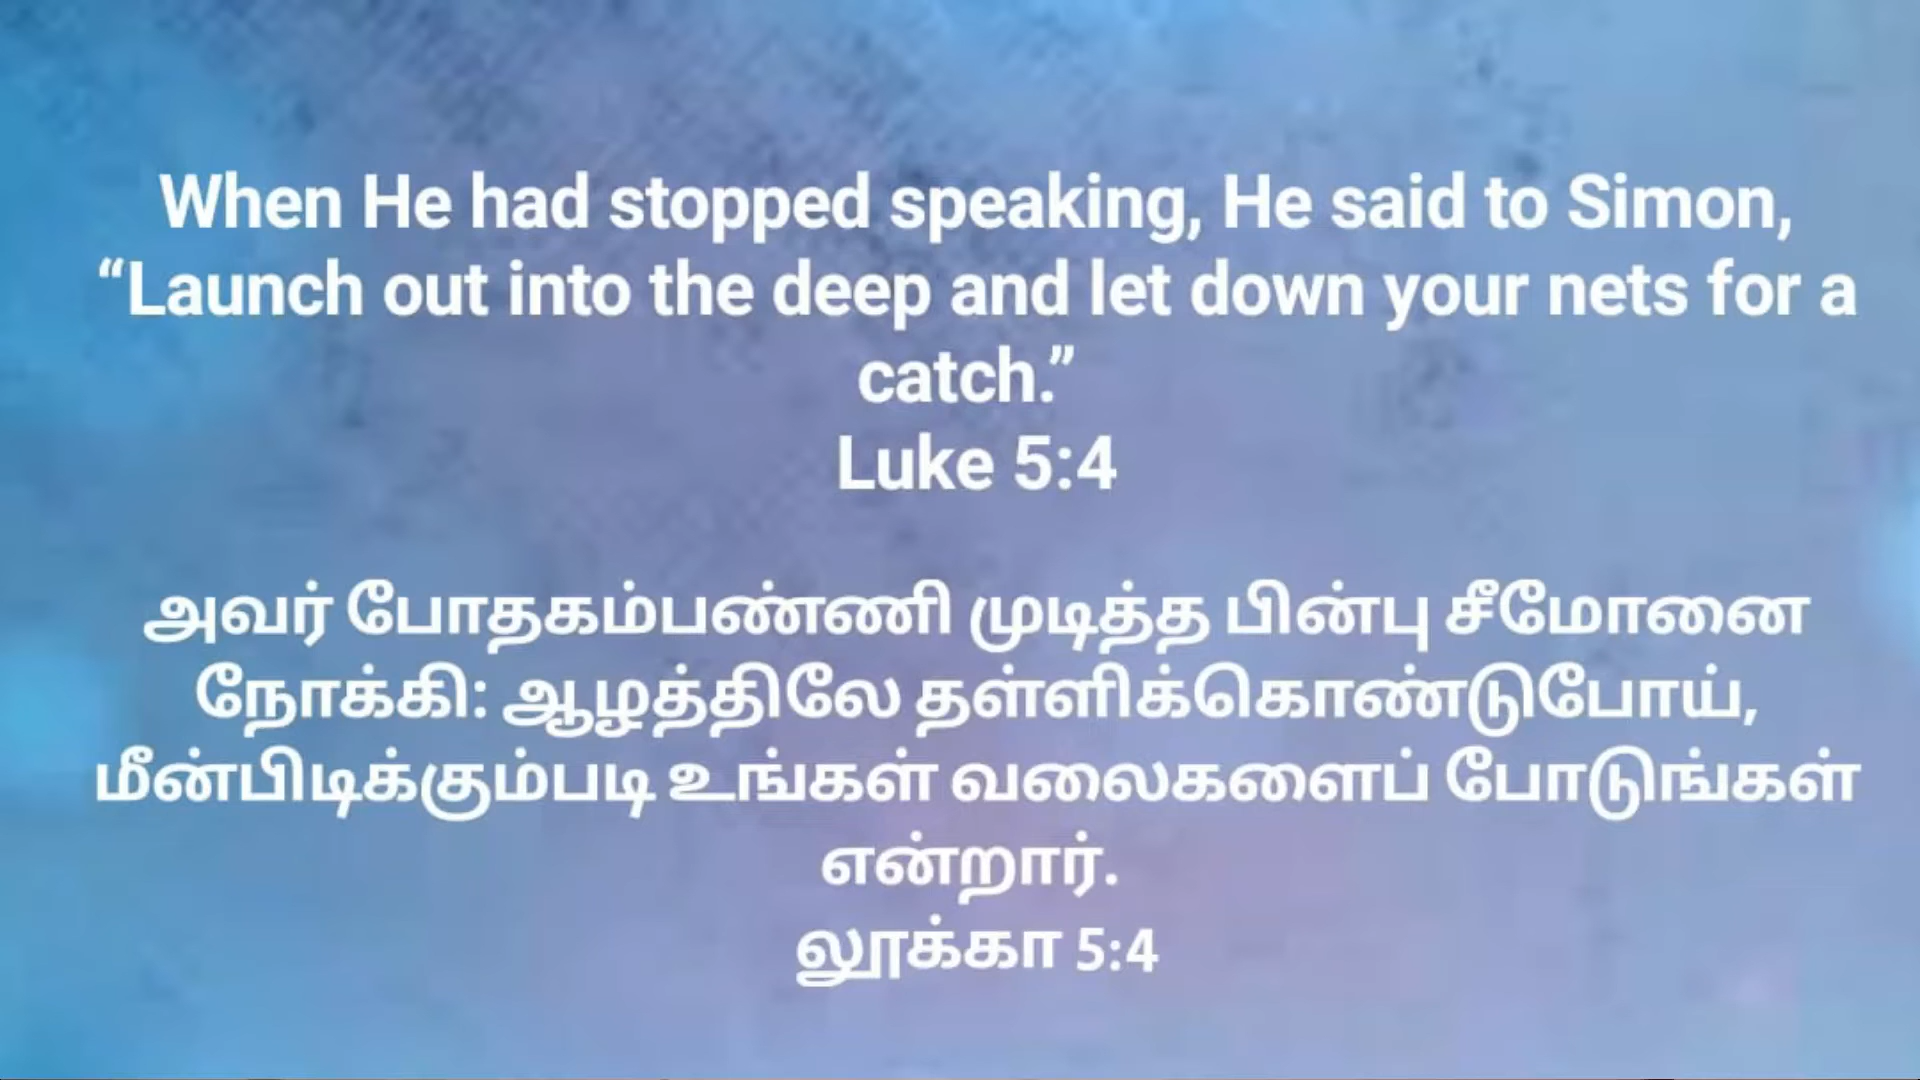 When He had stopped speaking, He said to Simon,
“Launch out into the deep and let down your nets for a
catch.”
Luke 5:4
அவர் போதகம்பண்ணி முடித்த பின்பு சீமோனை
நோக்கி: ஆழத்திலே தள்ளிக்கொண்டுபோய்,
மீன்பிடிக்கும்படி உங்கள் வலைகளைப் போடுங்கள்
என்றார்.
லூக்கா 5:4